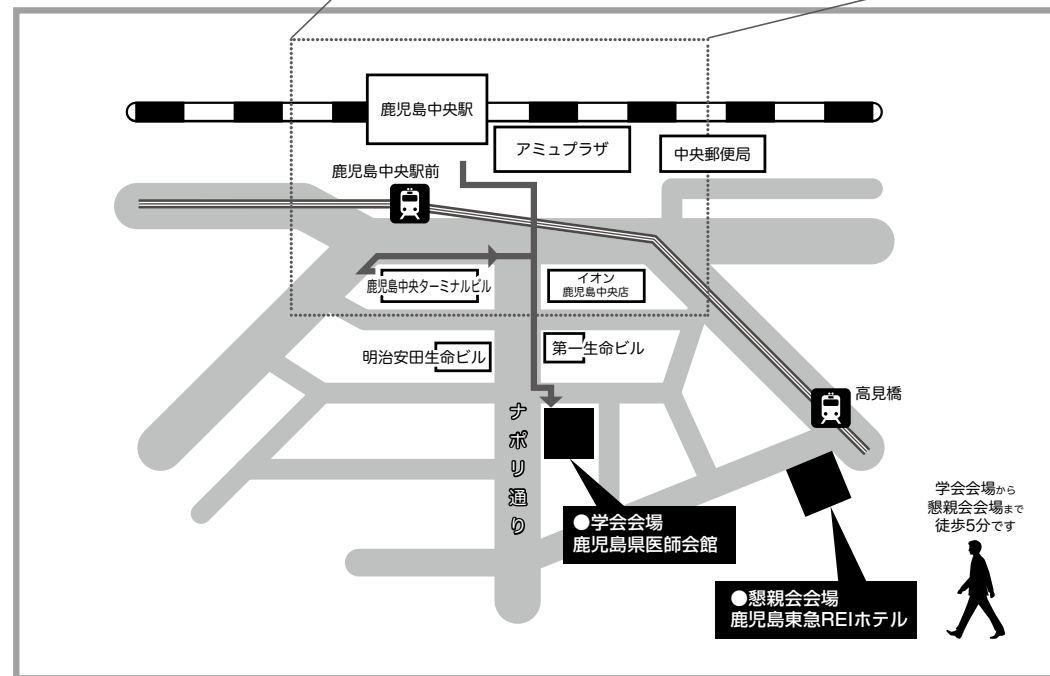 鹿児島中央駅
アミュプラザ
中央郵便局
鹿児島中央駅前
鹿児島中央ターミナルビル
イオン
鹿児島中央店
明治安田生命ビル
第一生命ビル
高見橋
ナポリ通り
●学会会場
鹿児島県医師会館
●懇親会会場
鹿児島東急REIホテル
学会会場から
懇親会会場まで
徒歩5分です